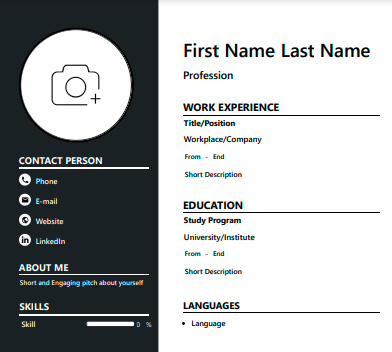 CONTACT PERSON
Phone
E-mail
Website
in LinkedIn
ABOUT ME
Short and Engaging pitch about yourself
SKILLS
Skill 0 %
First Name Last Name
Profession
WORK EXPERIENCE
Title/Position
Workplace/Company
From - End
Short Description
EDUCATION
Study Program
University/Institute
From - End
Short Description
LANGUAGES
• Language